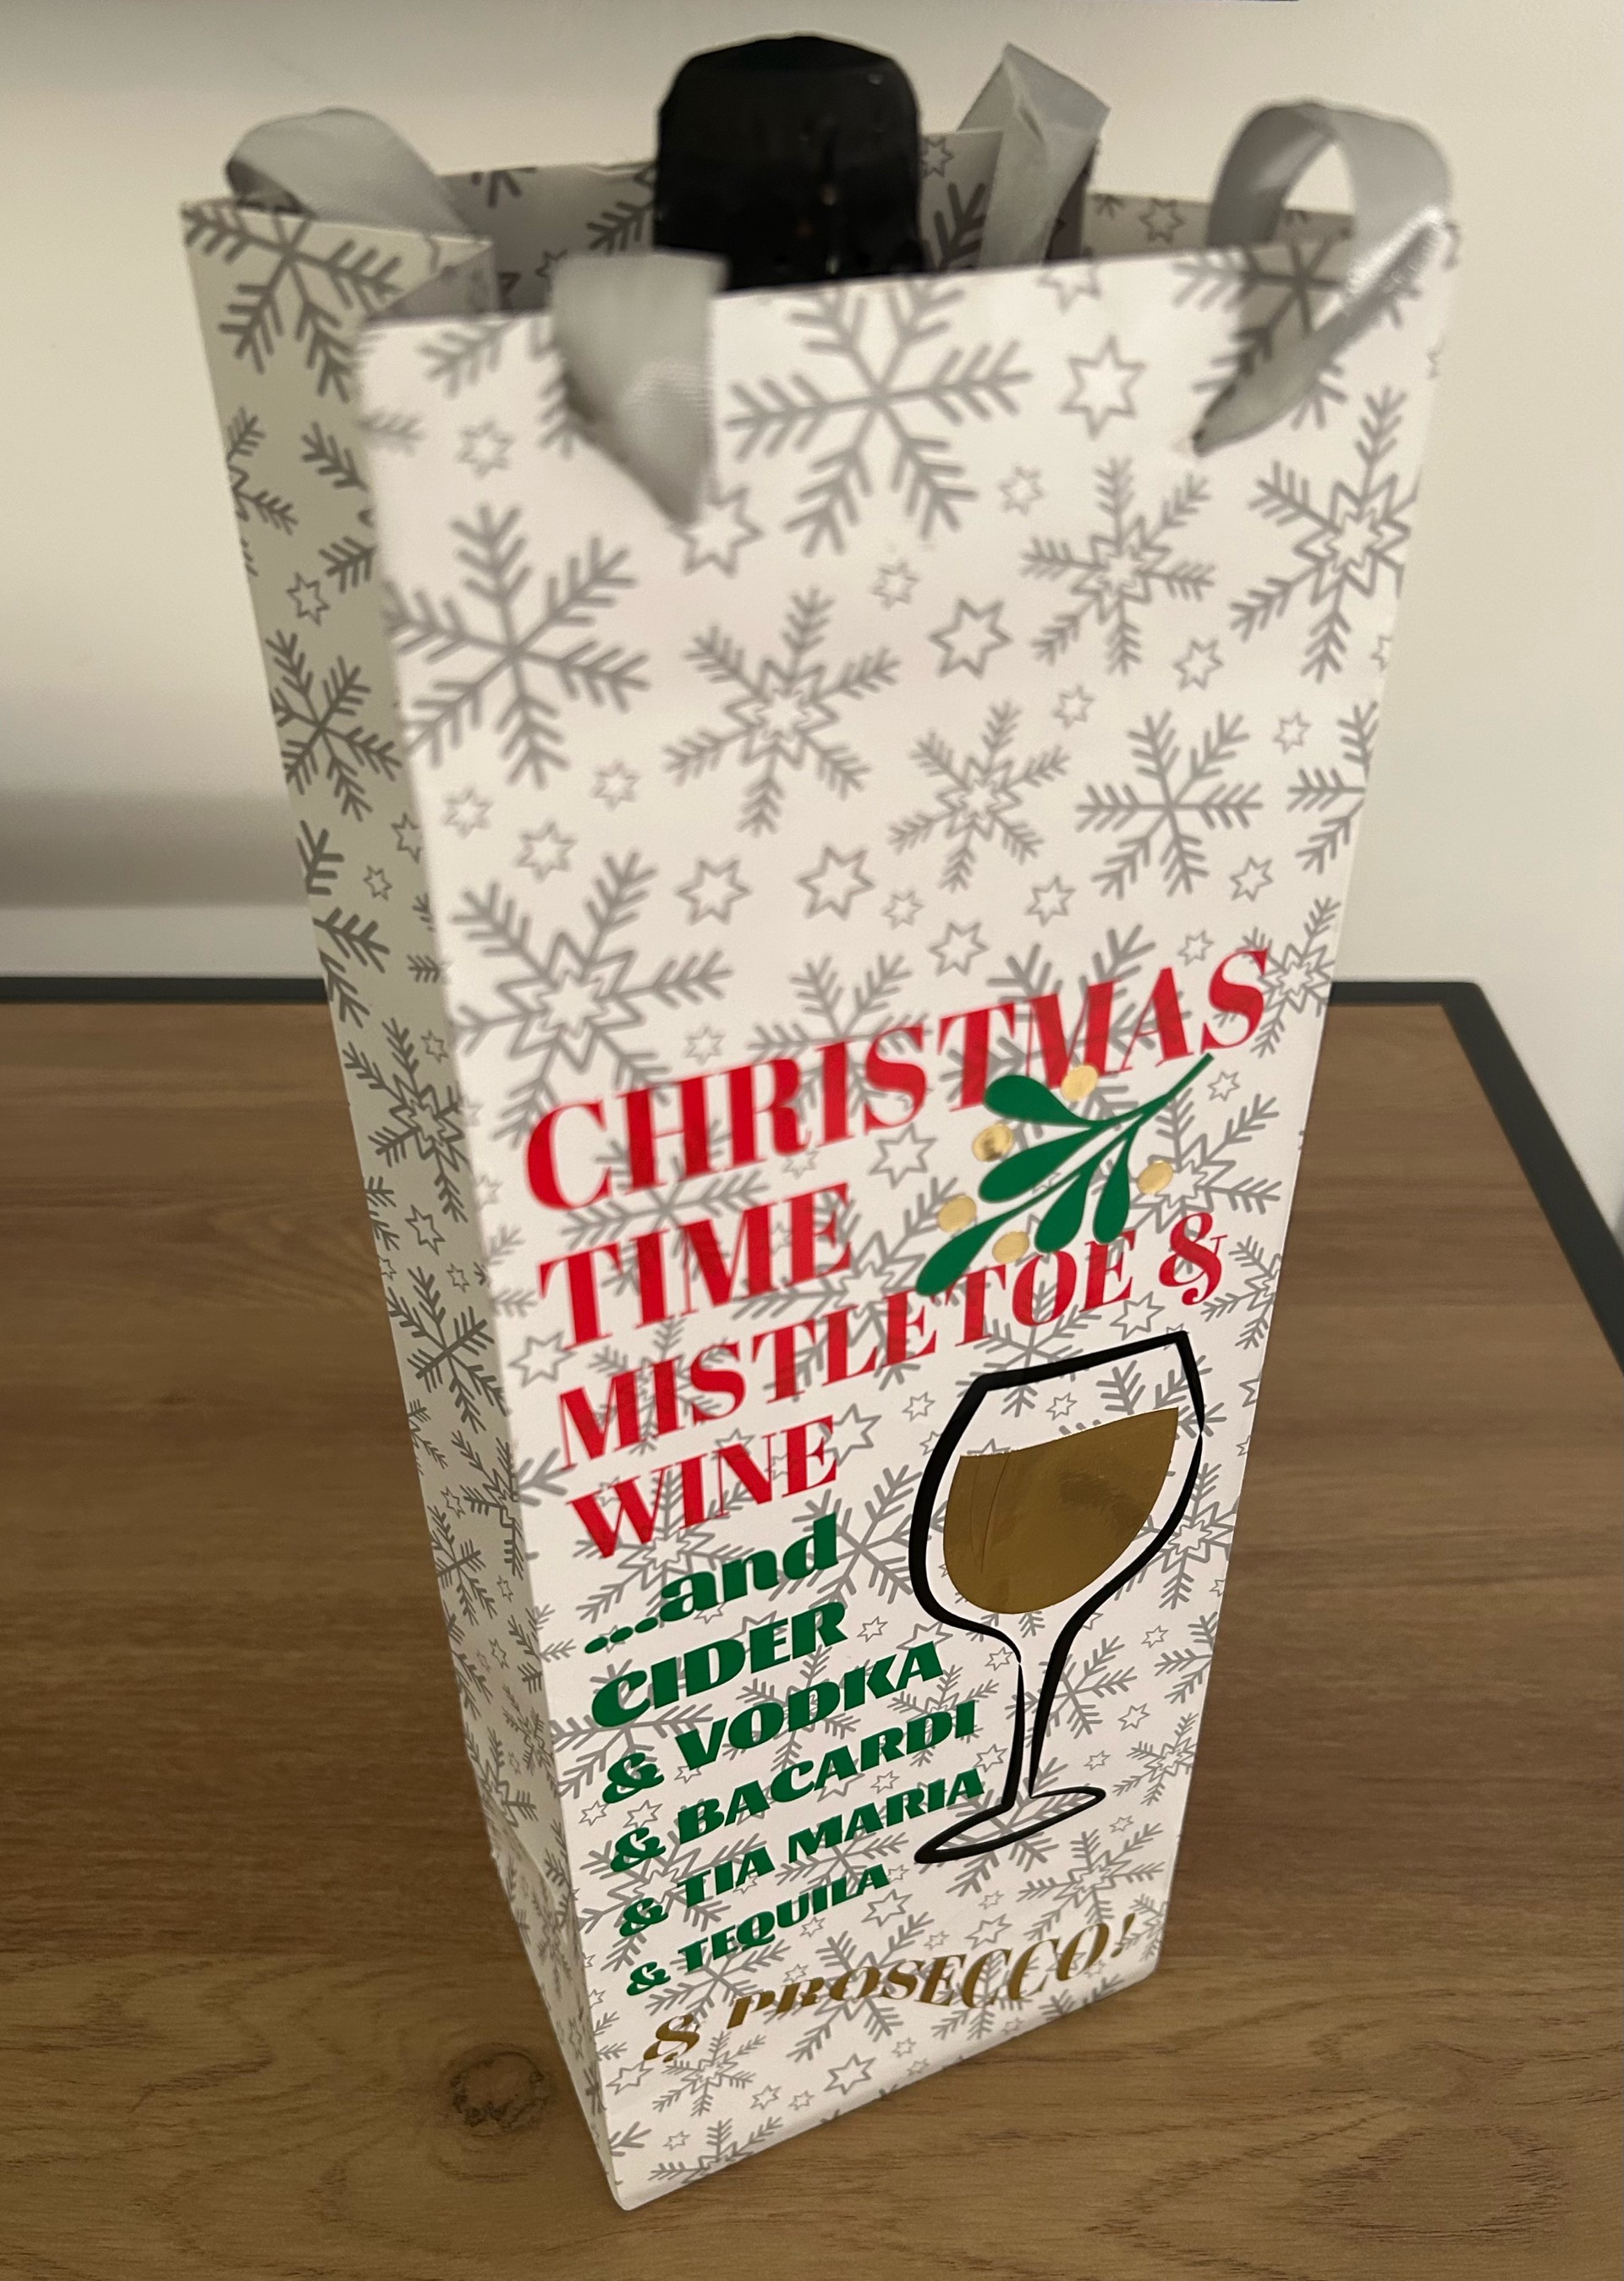 CHRISTMAS
TIME
MISTLETOE &
WINE
...and
CIDER
& VODKA
& BACARDI
& TIA MARIA
& TEQUILA
& PROSECCO!